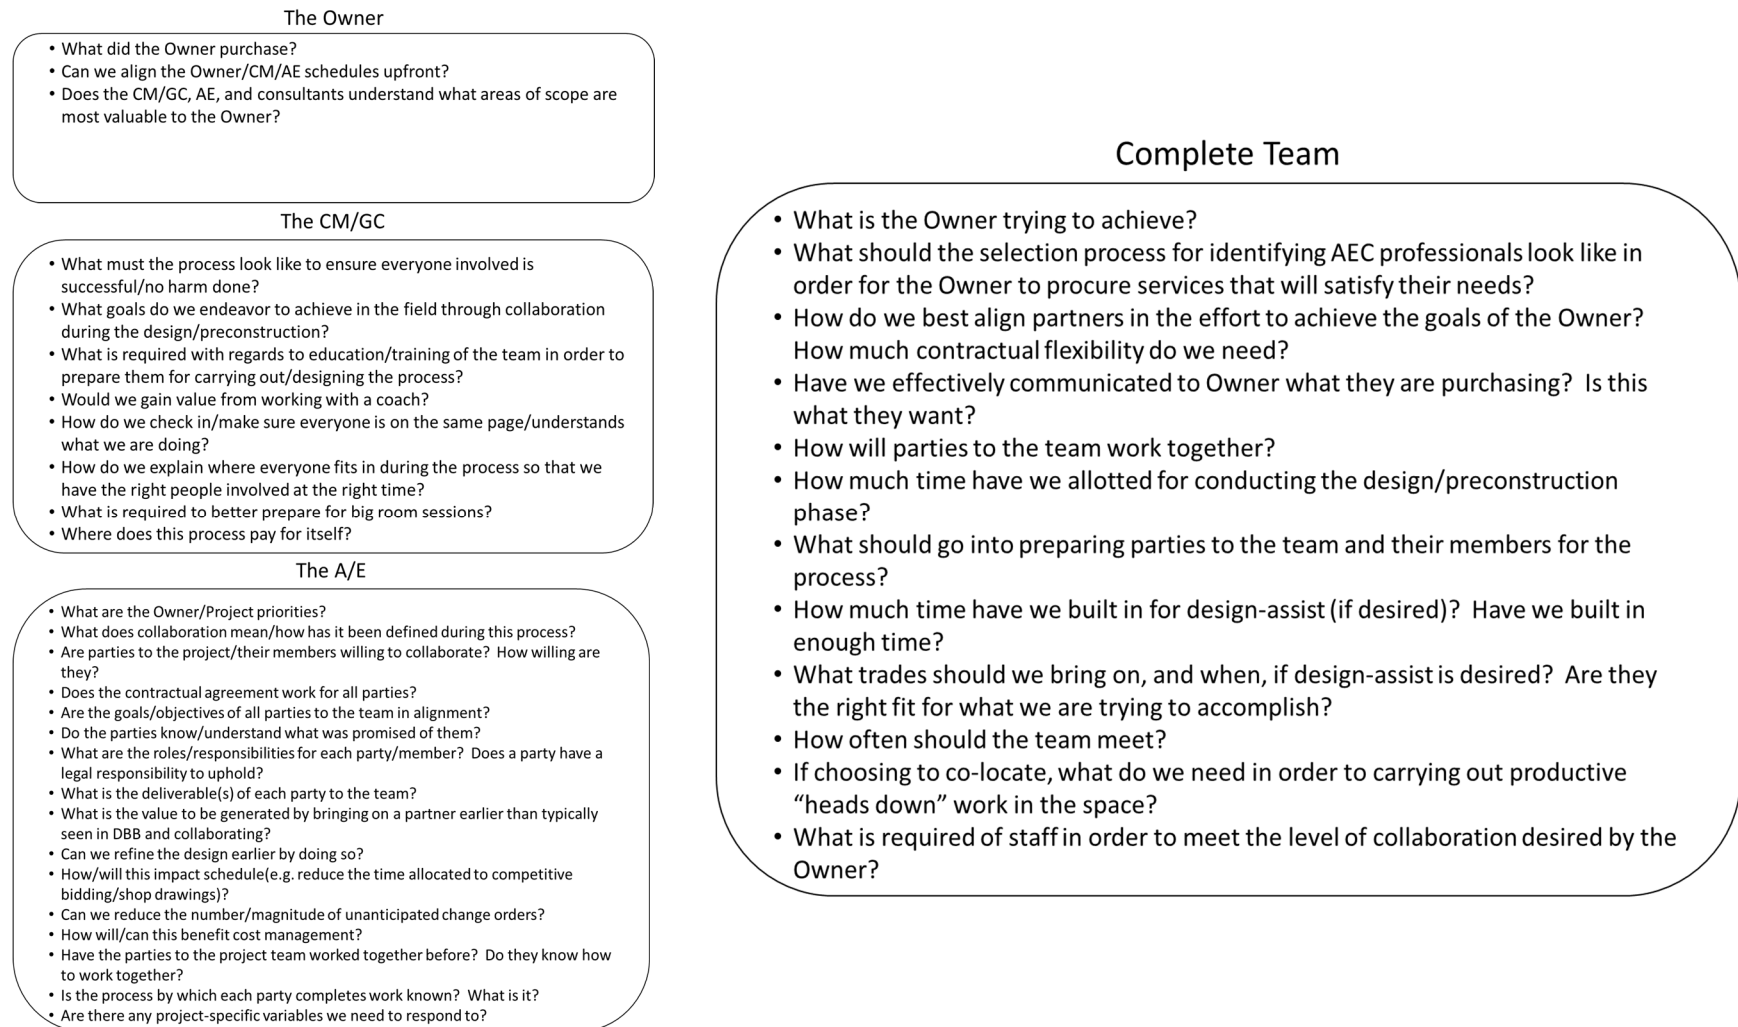 The Owner
• What did the Owner purchase?
• Can we align the Owner/CM/AE schedules upfront?
• Does the CM/GC, AE, and consultants understand what areas of scope are
most valuable to the Owner?
The CM/GC
• What must the process look like to ensure everyone involved is
successful/no harm done?
• What goals do we endeavor to achieve in the field through collaboration
during the design/preconstruction?
• What is required with regards to education/training of the team in order to
prepare them for carrying out/designing the process?
• Would we gain value from working with a coach?
• How do we check in/make sure everyone is on the same page/understands
what we are doing?
• How do we explain where everyone fits in during the process so that we
have the right people involved at the right time?
• What is required to better prepare for big room sessions?
• Where does this process pay for itself?
The A/E
• What are the Owner/Project priorities?
• What does collaboration mean/how has it been defined during this process?
• Are parties to the project/their members willing to collaborate?  How willing are
they?
• Does the contractual agreement work for all parties?
• Are the goals/objectives of all parties to the team in alignment?
• Do the parties know/understand what was promised of them?
• What are the roles/responsibilities for each party/member?  Does a party have a
legal responsibility to uphold?
• What is the deliverable(s) of each party to the team?
• What is the value to be generated by bringing on a partner earlier than typically
seen in DBB and collaborating?
• Can we refine the design earlier by doing so?
• How/will this impact schedule(e.g. reduce the time allocated to competitive
bidding/shop drawings)?
• Can we reduce the number/magnitude of unanticipated change orders?
• How will/can this benefit cost management?
• Have the parties to the project team worked together before?  Do they know how
to work together?
• Is the process by which each party completes work known?  What is it?
• Are there any project-specific variables we need to respond to?
Complete Team
• What is the Owner trying to achieve?
• What should the selection process for identifying AEC professionals look like in
order for the Owner to procure services that will satisfy their needs?
• How do we best align partners in the effort to achieve the goals of the Owner?
How much contractual flexibility do we need?
• Have we effectively communicated to Owner what they are purchasing?  Is this
what they want?
• How will parties to the team work together?
• How much time have we allotted for conducting the design/preconstruction
phase?
• What should go into preparing parties to the team and their members for the
process?
• How much time have we built in for design-assist (if desired)?  Have we built in
enough time?
• What trades should we bring on, and when, if design-assist is desired?  Are they
the right fit for what we are trying to accomplish?
• How often should the team meet?
• If choosing to co-locate, what do we need in order to carrying out productive
“heads down” work in the space?
• What is required of staff in order to meet the level of collaboration desired by the
Owner?